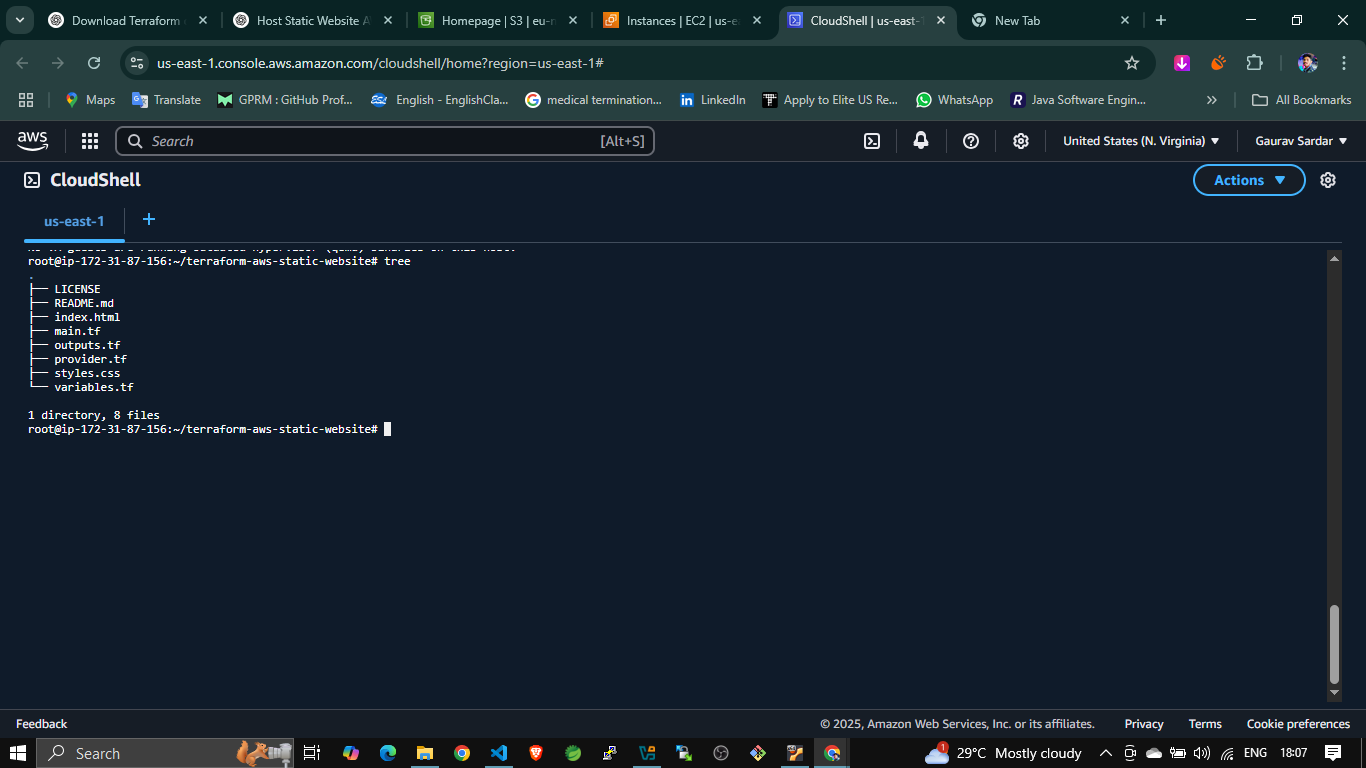 Download Terraform
Host Static Website A
Homepage | S3 | eu-n
Instances | EC2 | us-ea
CloudShell | us-east-1
New Tab
us-east-1.console.aws.amazon.com/cloudshell/home?region=us-east-1#
Maps
Translate
GPRM : GitHub Prof...
English - EnglishCla...
medical termination...
LinkedIn
Apply to Elite US Re...
WhatsApp
Java Software Engin...
All Bookmarks
aws
Search
[Alt+S]
United States (N. Virginia)
Gaurav Sardar
CloudShell
Actions
us-east-1
root@ip-172-31-87-156:~/terraform-aws-static-website# tree
.
├── LICENSE
├── README.md
├── index.html
├── main.tf
├── outputs.tf
├── provider.tf
├── styles.css
└── variables.tf
1 directory, 8 files
root@ip-172-31-87-156:~/terraform-aws-static-website#
Feedback
© 2025, Amazon Web Services, Inc. or its affiliates.
Privacy
Terms
Cookie preferences
Search
29°C Mostly cloudy
ENG
18:07